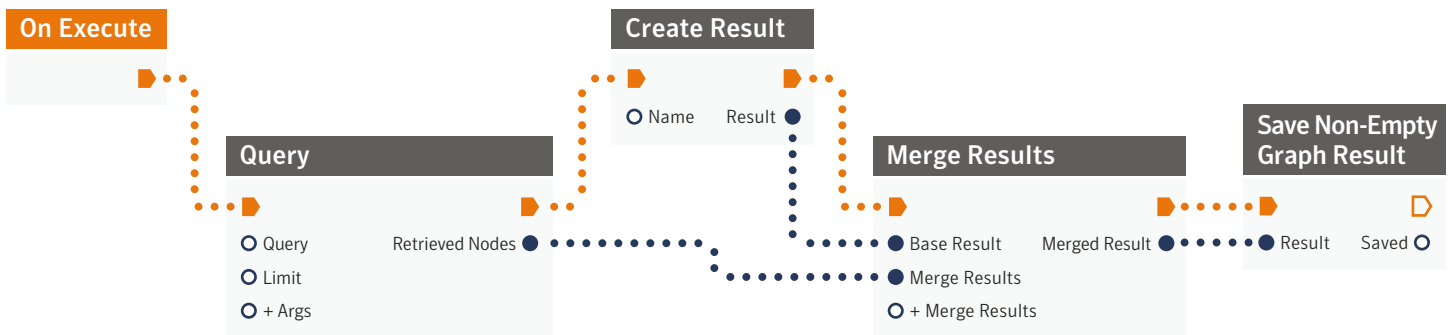 On Execute
Create Result
Name Result
Query
Query Retrieved Nodes
Limit
+ Args
Merge Results
Base Result Merged Result
Merge Results
+ Merge Results
Save Non-Empty
Graph Result
Result Saved